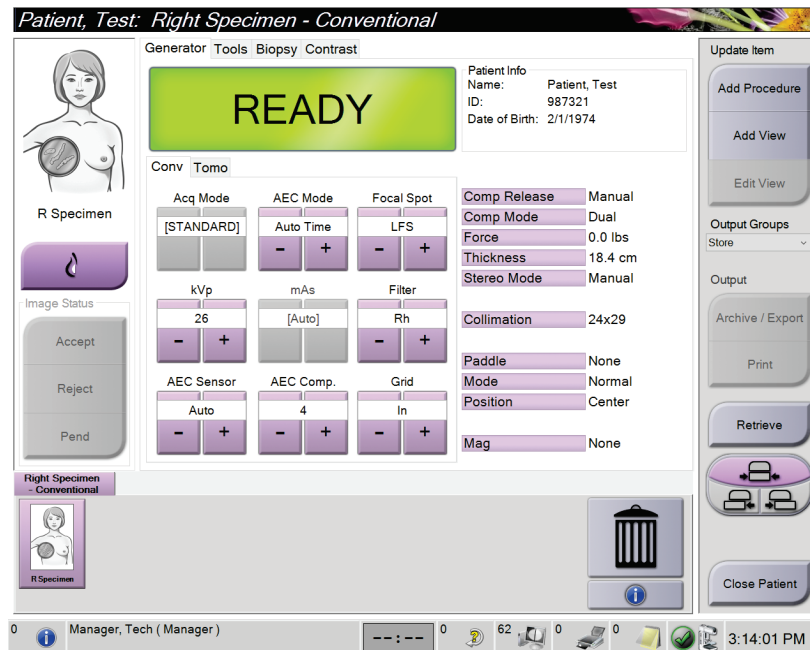 Patient, Test: Right Specimen - Conventional
Generator Tools Biopsy Contrast
READY
Patient Info
Name: Patient, Test
ID: 987321
Date of Birth: 2/1/1974
R Specimen
Image Status
Accept
Reject
Pend
Conv Tomo
Acq Mode AEC Mode Focal Spot
[STANDARD] Auto Time LFS
- + - +
kVp mAs Filter
26 [Auto] Rh
- + - +
AEC Sensor AEC Comp. Grid
Auto 4 In
- + - + - +
Comp Release Manual
Comp Mode Dual
Force 0.0 lbs
Thickness 18.4 cm
Stereo Mode Manual
Collimation 24x29
Paddle None
Mode Normal
Position Center
Mag None
Update Item
Add Procedure
Add View
Edit View
Output Groups
Store
Output
Archive / Export
Print
Retrieve
Close Patient
Right Specimen
- Conventional
R Specimen
0 Manager, Tech ( Manager ) --:-- 0 62 0 0 3:14:01 PM